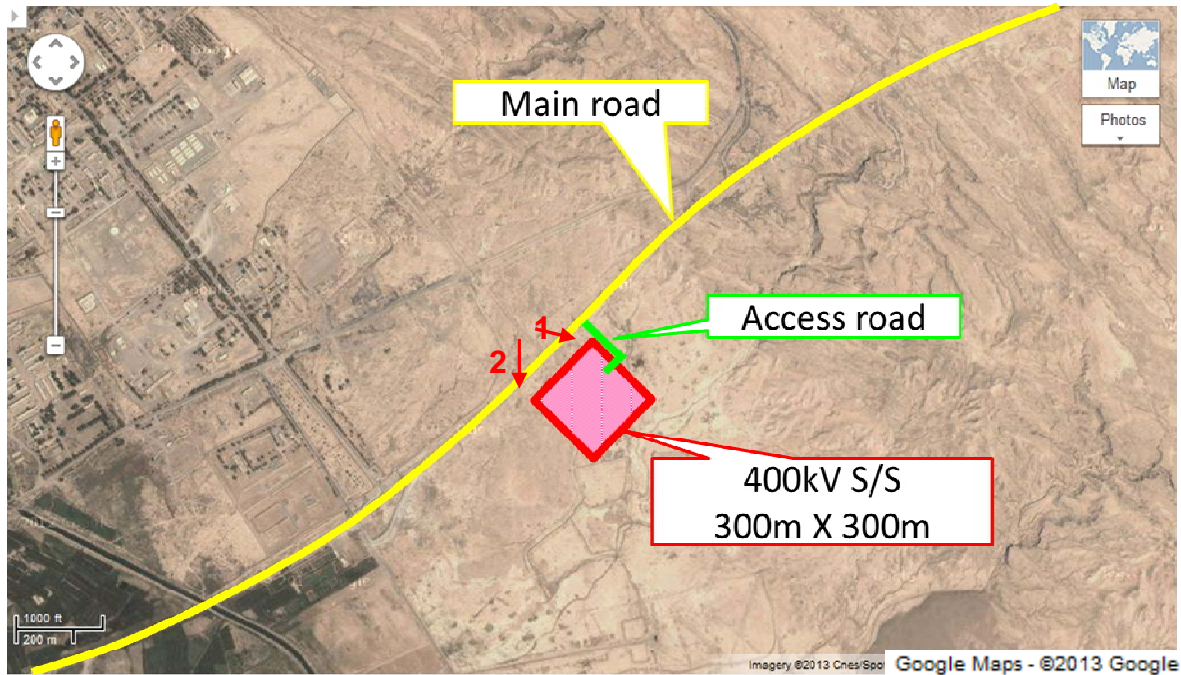 Main road
Map
Photos
Access road
1
2
400kV S/S
300m X 300m
1000 ft
200 m
Imagery ©2013 Cnes/Spot
Google Maps - ©2013 Google